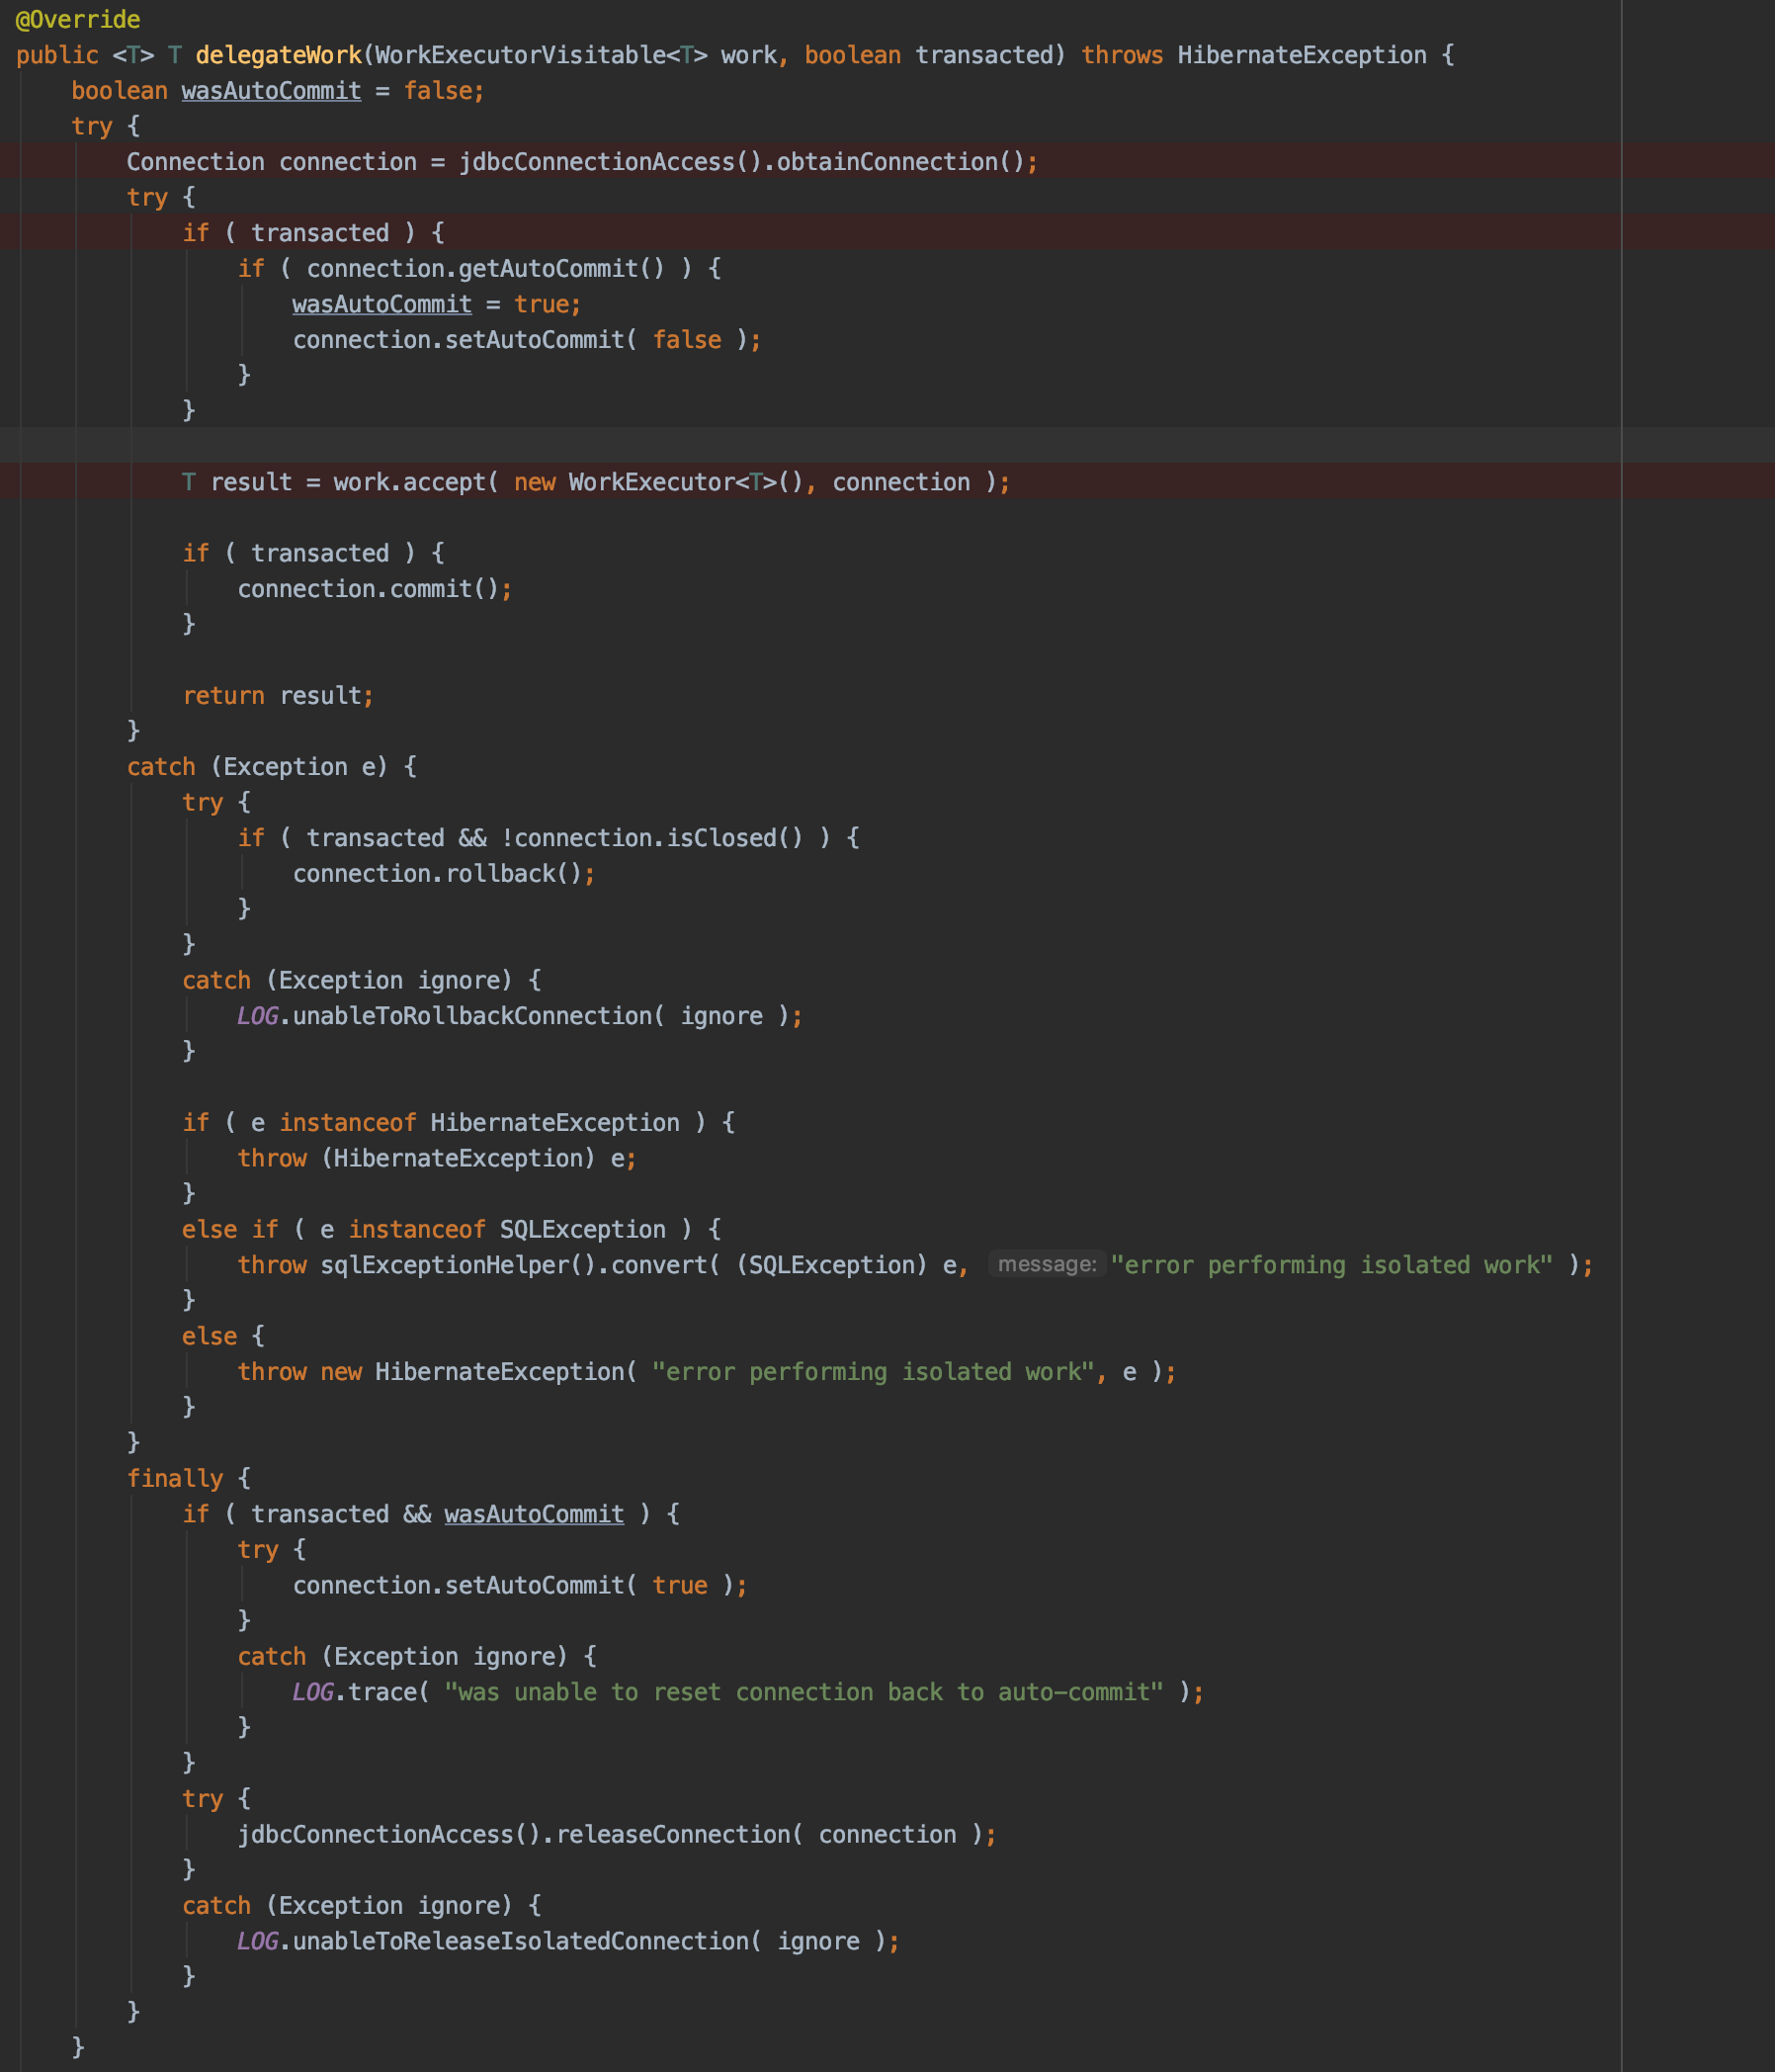 @Override
public <T> T delegateWork(WorkExecutorVisitable<T> work, boolean transacted) throws HibernateException {
    boolean wasAutoCommit = false;
    try {
        Connection connection = jdbcConnectionAccess().obtainConnection();
        try {
            if ( transacted ) {
                if ( connection.getAutoCommit() ) {
                    wasAutoCommit = true;
                    connection.setAutoCommit( false );
                }
            }

            T result = work.accept( new WorkExecutor<T>(), connection );

            if ( transacted ) {
                connection.commit();
            }

            return result;
        }
        catch (Exception e) {
            try {
                if ( transacted && !connection.isClosed() ) {
                    connection.rollback();
                }
            }
            catch (Exception ignore) {
                LOG.unableToRollbackConnection( ignore );
            }

            if ( e instanceof HibernateException ) {
                throw (HibernateException) e;
            }
            else if ( e instanceof SQLException ) {
                throw sqlExceptionHelper().convert( (SQLException) e, message: "error performing isolated work" );
            }
            else {
                throw new HibernateException( "error performing isolated work", e );
            }
        }
        finally {
            if ( transacted && wasAutoCommit ) {
                try {
                    connection.setAutoCommit( true );
                }
                catch (Exception ignore) {
                    LOG.trace( "was unable to reset connection back to auto-commit" );
                }
            }
            try {
                jdbcConnectionAccess().releaseConnection( connection );
            }
            catch (Exception ignore) {
                LOG.unableToReleaseIsolatedConnection( ignore );
            }
        }
    }